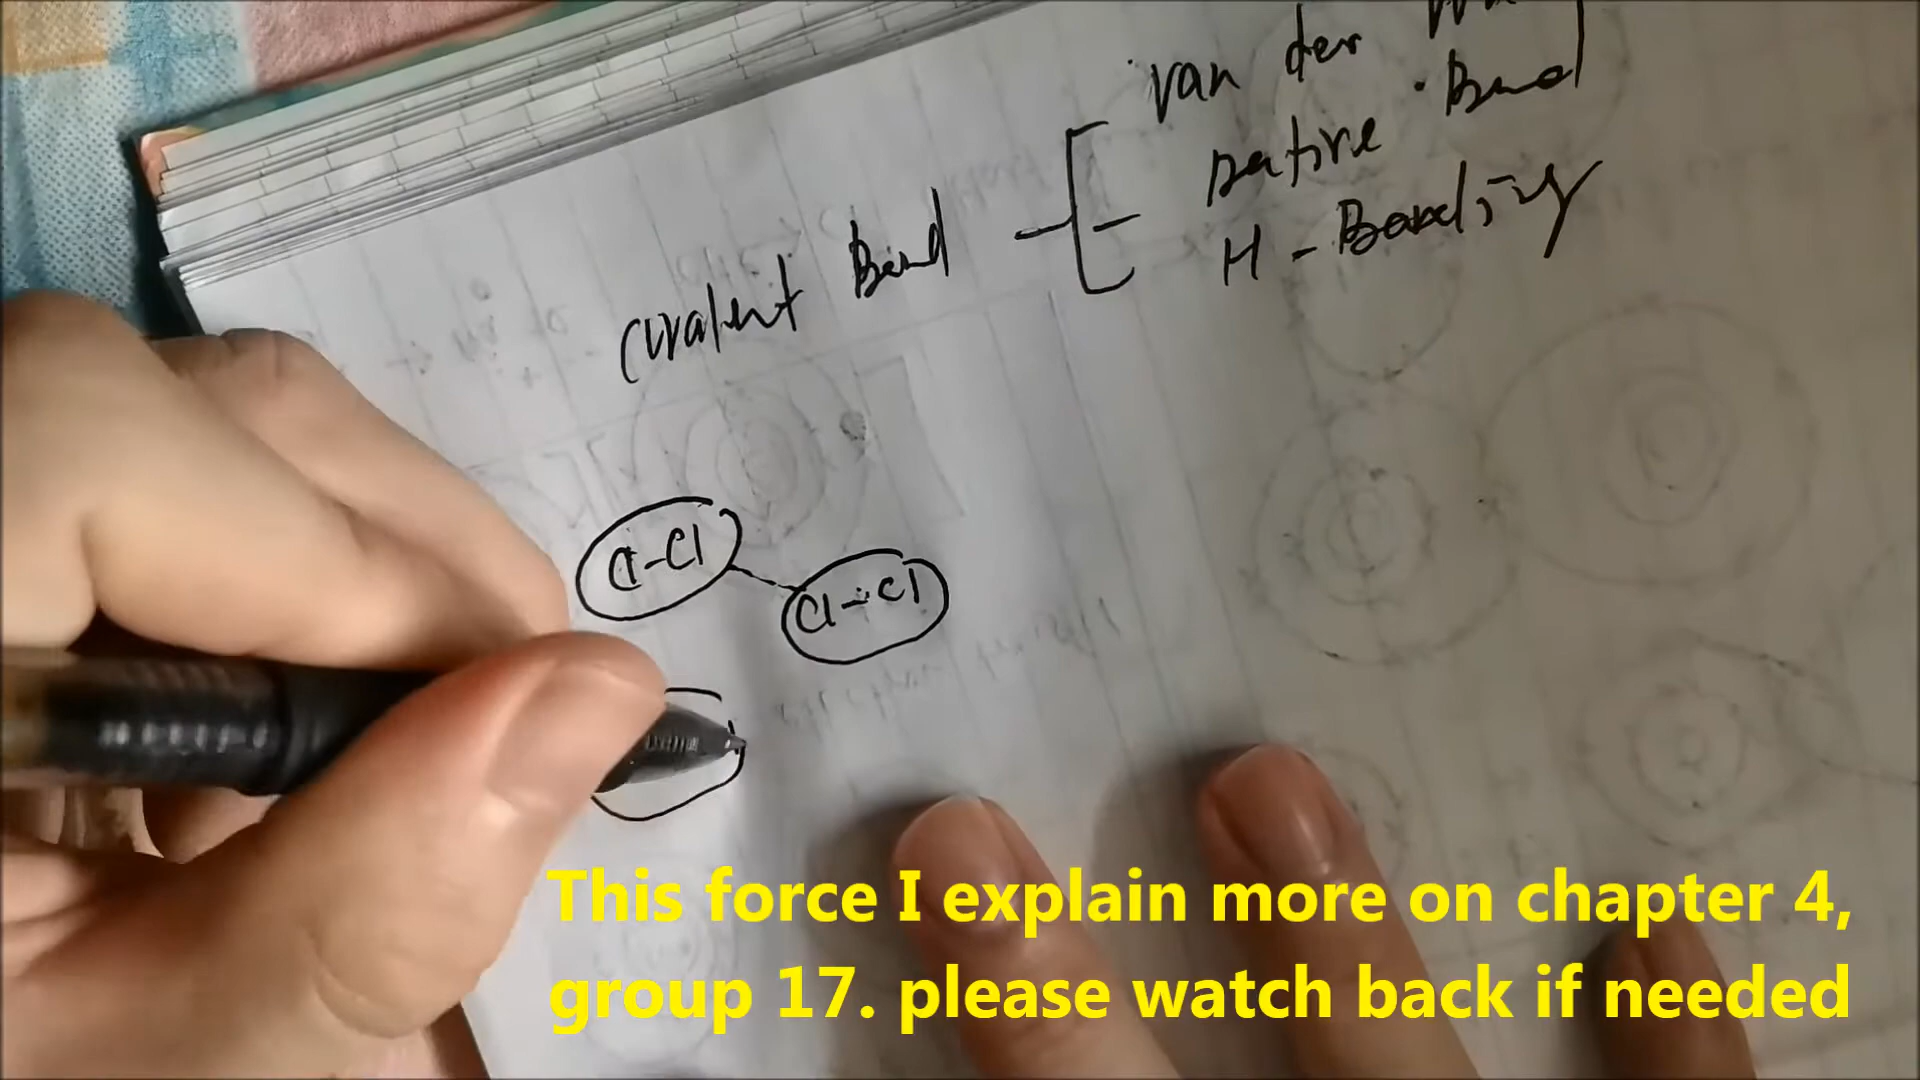 van der
dative Bond
H-Bonding
covalent Bond
Cl-Cl
Cl-Cl
This force I explain more on chapter 4,
group 17. please watch back if needed